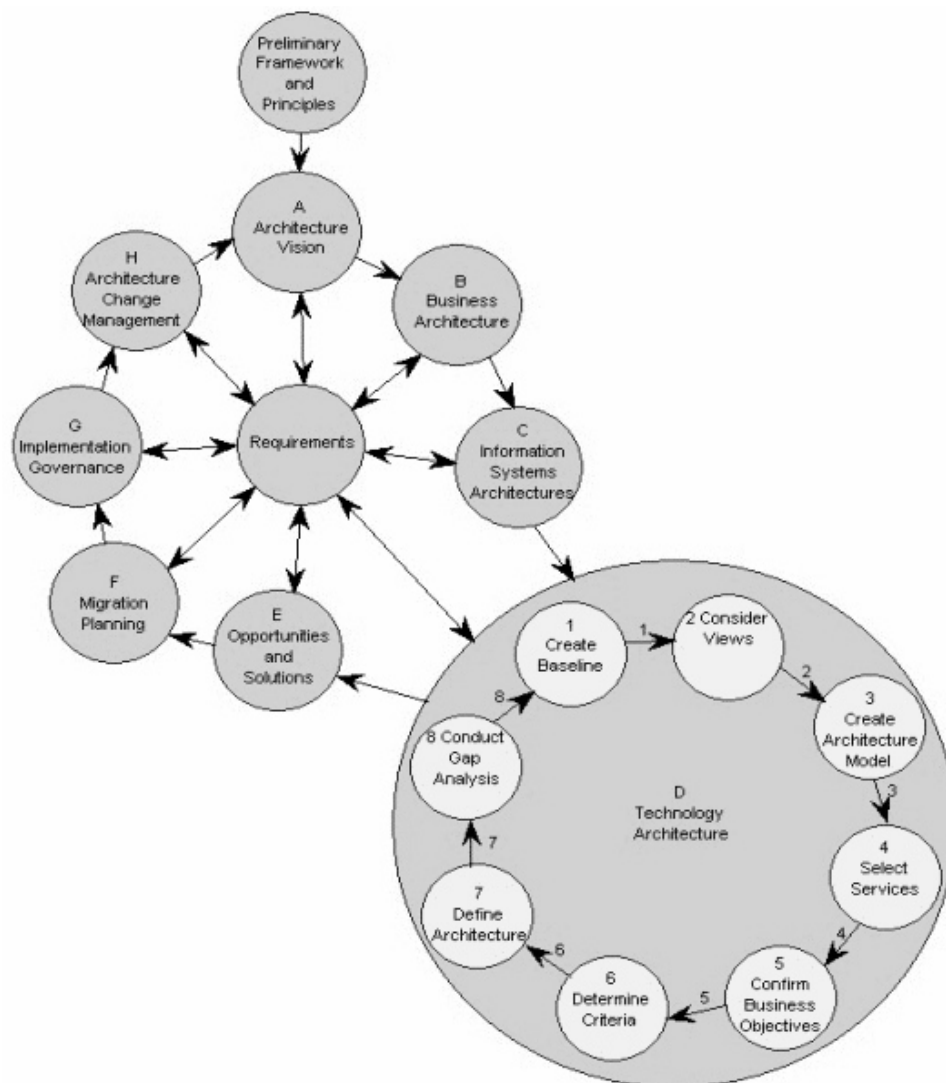 Preliminary
Framework
and
Principles
A
Architecture
Vision
H
Architecture
Change
Management
B
Business
Architecture
G
Implementation
Governance
Requirements
C
Information
Systems
Architectures
F
Migration
Planning
E
Opportunities
and
Solutions
1
Create
Baseline
1
2 Consider
Views
2
3
Create
Architecture
Model
3
4
Select
Services
4
5
Confirm
Business
Objectives
5
6
Determine
Criteria
6
7
Define
Architecture
7
8 Conduct
Gap
Analysis
8
D
Technology
Architecture